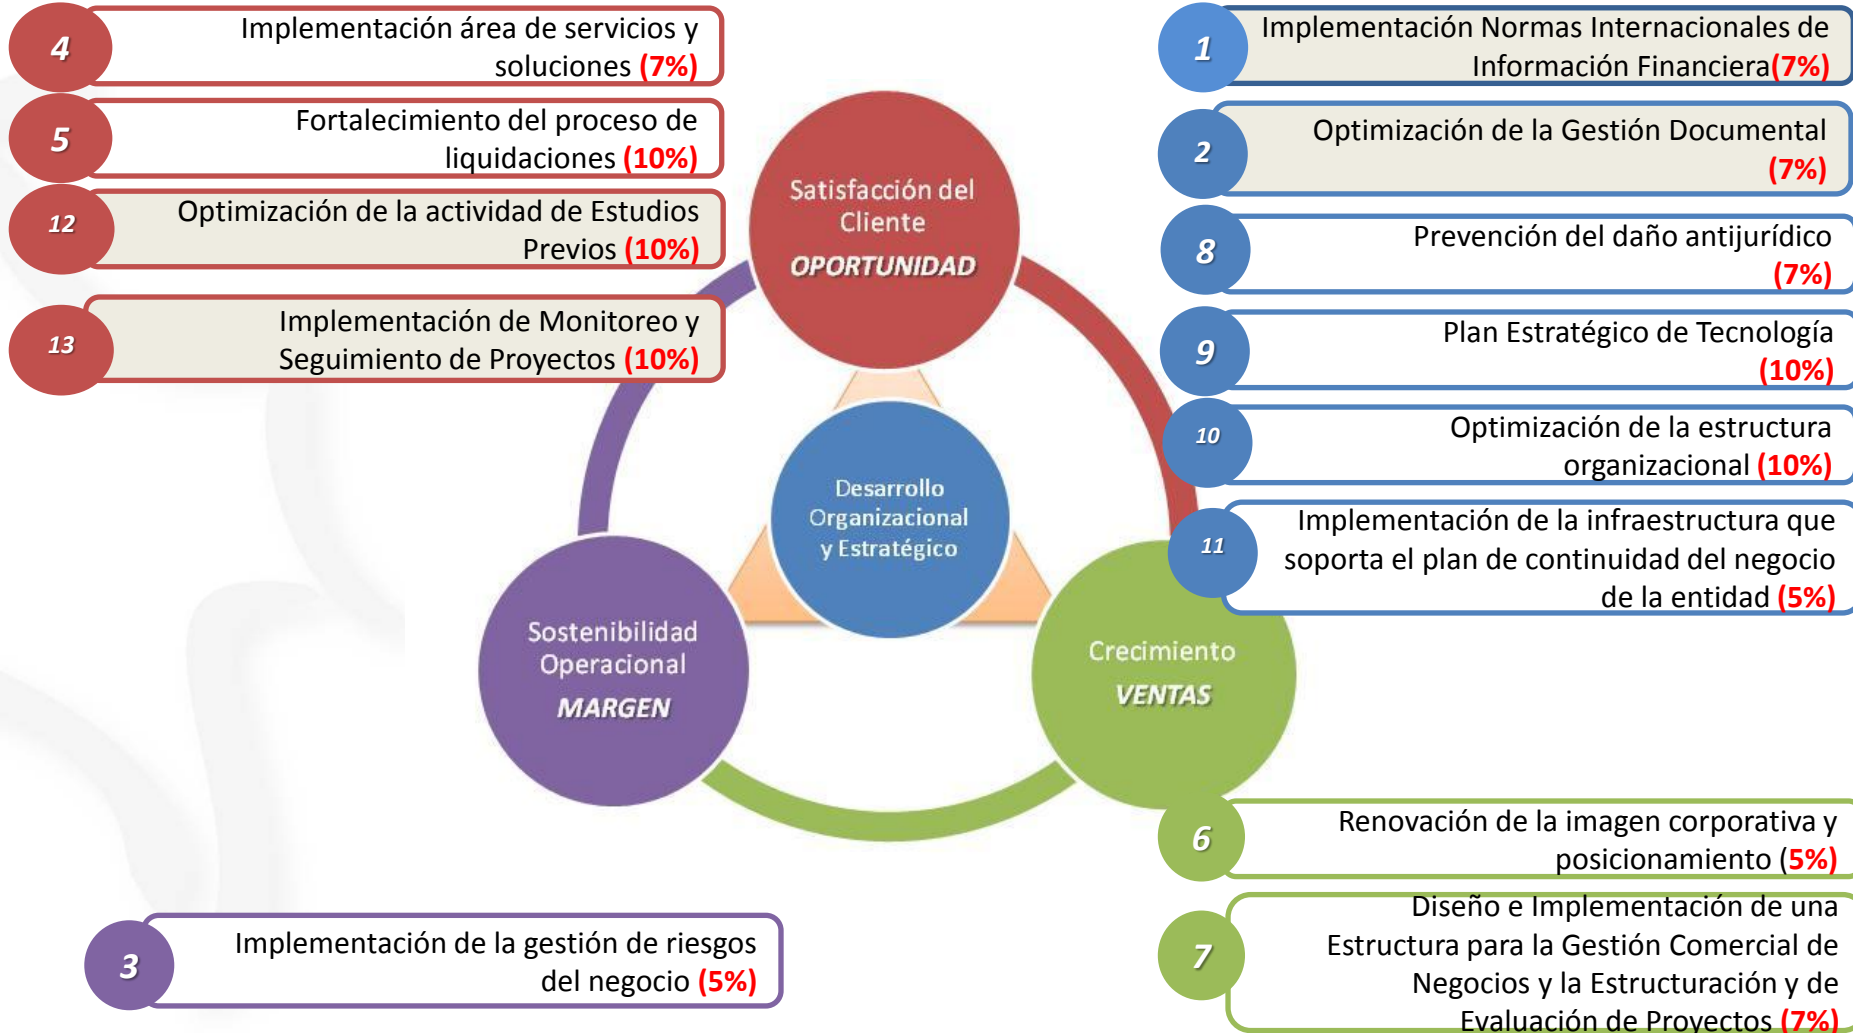 4
Implementación área de servicios y
soluciones (7%)
5
Fortalecimiento del proceso de
liquidaciones (10%)
12
Optimización de la actividad de Estudios
Previos (10%)
13
Implementación de Monitoreo y
Seguimiento de Proyectos (10%)
Satisfacción del
Cliente
OPORTUNIDAD
Desarrollo
Organizacional
y Estratégico
Sostenibilidad
Operacional
MARGEN
Crecimiento
VENTAS
1
Implementación Normas Internacionales de
Información Financiera(7%)
2
Optimización de la Gestión Documental
(7%)
8
Prevención del daño antijurídico
(7%)
9
Plan Estratégico de Tecnología
(10%)
10
Optimización de la estructura
organizacional (10%)
11
Implementación de la infraestructura que
soporta el plan de continuidad del negocio
de la entidad (5%)
6
Renovación de la imagen corporativa y
posicionamiento (5%)
7
Diseño e Implementación de una
Estructura para la Gestión Comercial de
Negocios y la Estructuración y de
Evaluación de Proyectos (7%)
3
Implementación de la gestión de riesgos
del negocio (5%)